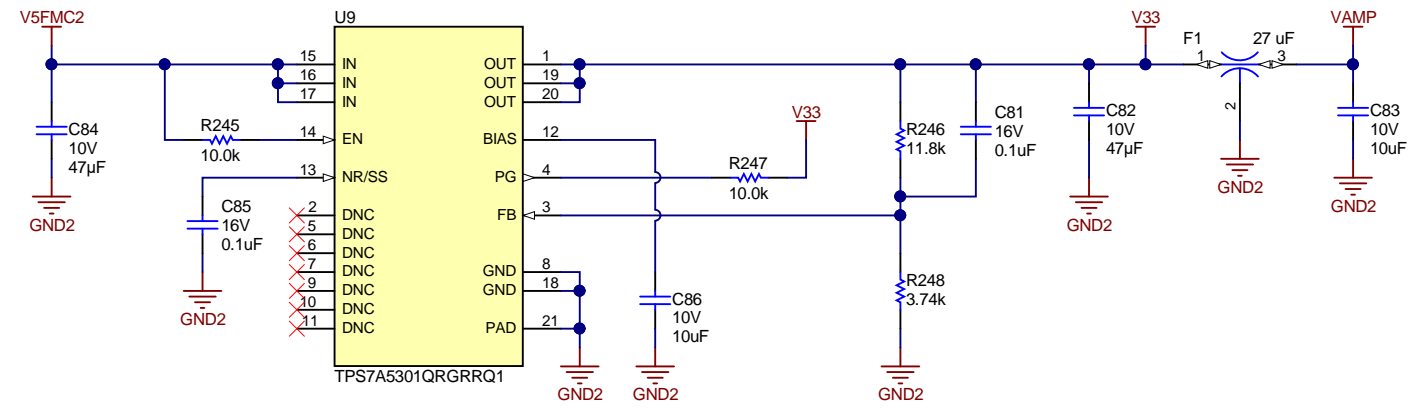 V5FMC2
U9
V33
VAMP
F1
27 uF
15
IN
OUT
1
1
3
16
IN
OUT
19
17
IN
OUT
20
2
C84
10V
47µF
R245
10.0k
14
EN
BIAS
12
V33
R246
11.8k
C81
16V
0.1uF
C82
10V
47µF
C83
10V
10uF
13
NR/SS
PG
4
R247
10.0k
GND2
GND2
GND2
GND2
C85
16V
0.1uF
2
DNC
FB
3
5
DNC
6
DNC
7
DNC
GND
8
9
DNC
GND
18
10
DNC
11
DNC
PAD
21
C86
10V
10uF
R248
3.74k
GND2
TPS7A5301QRGRRQ1
GND2
GND2
GND2